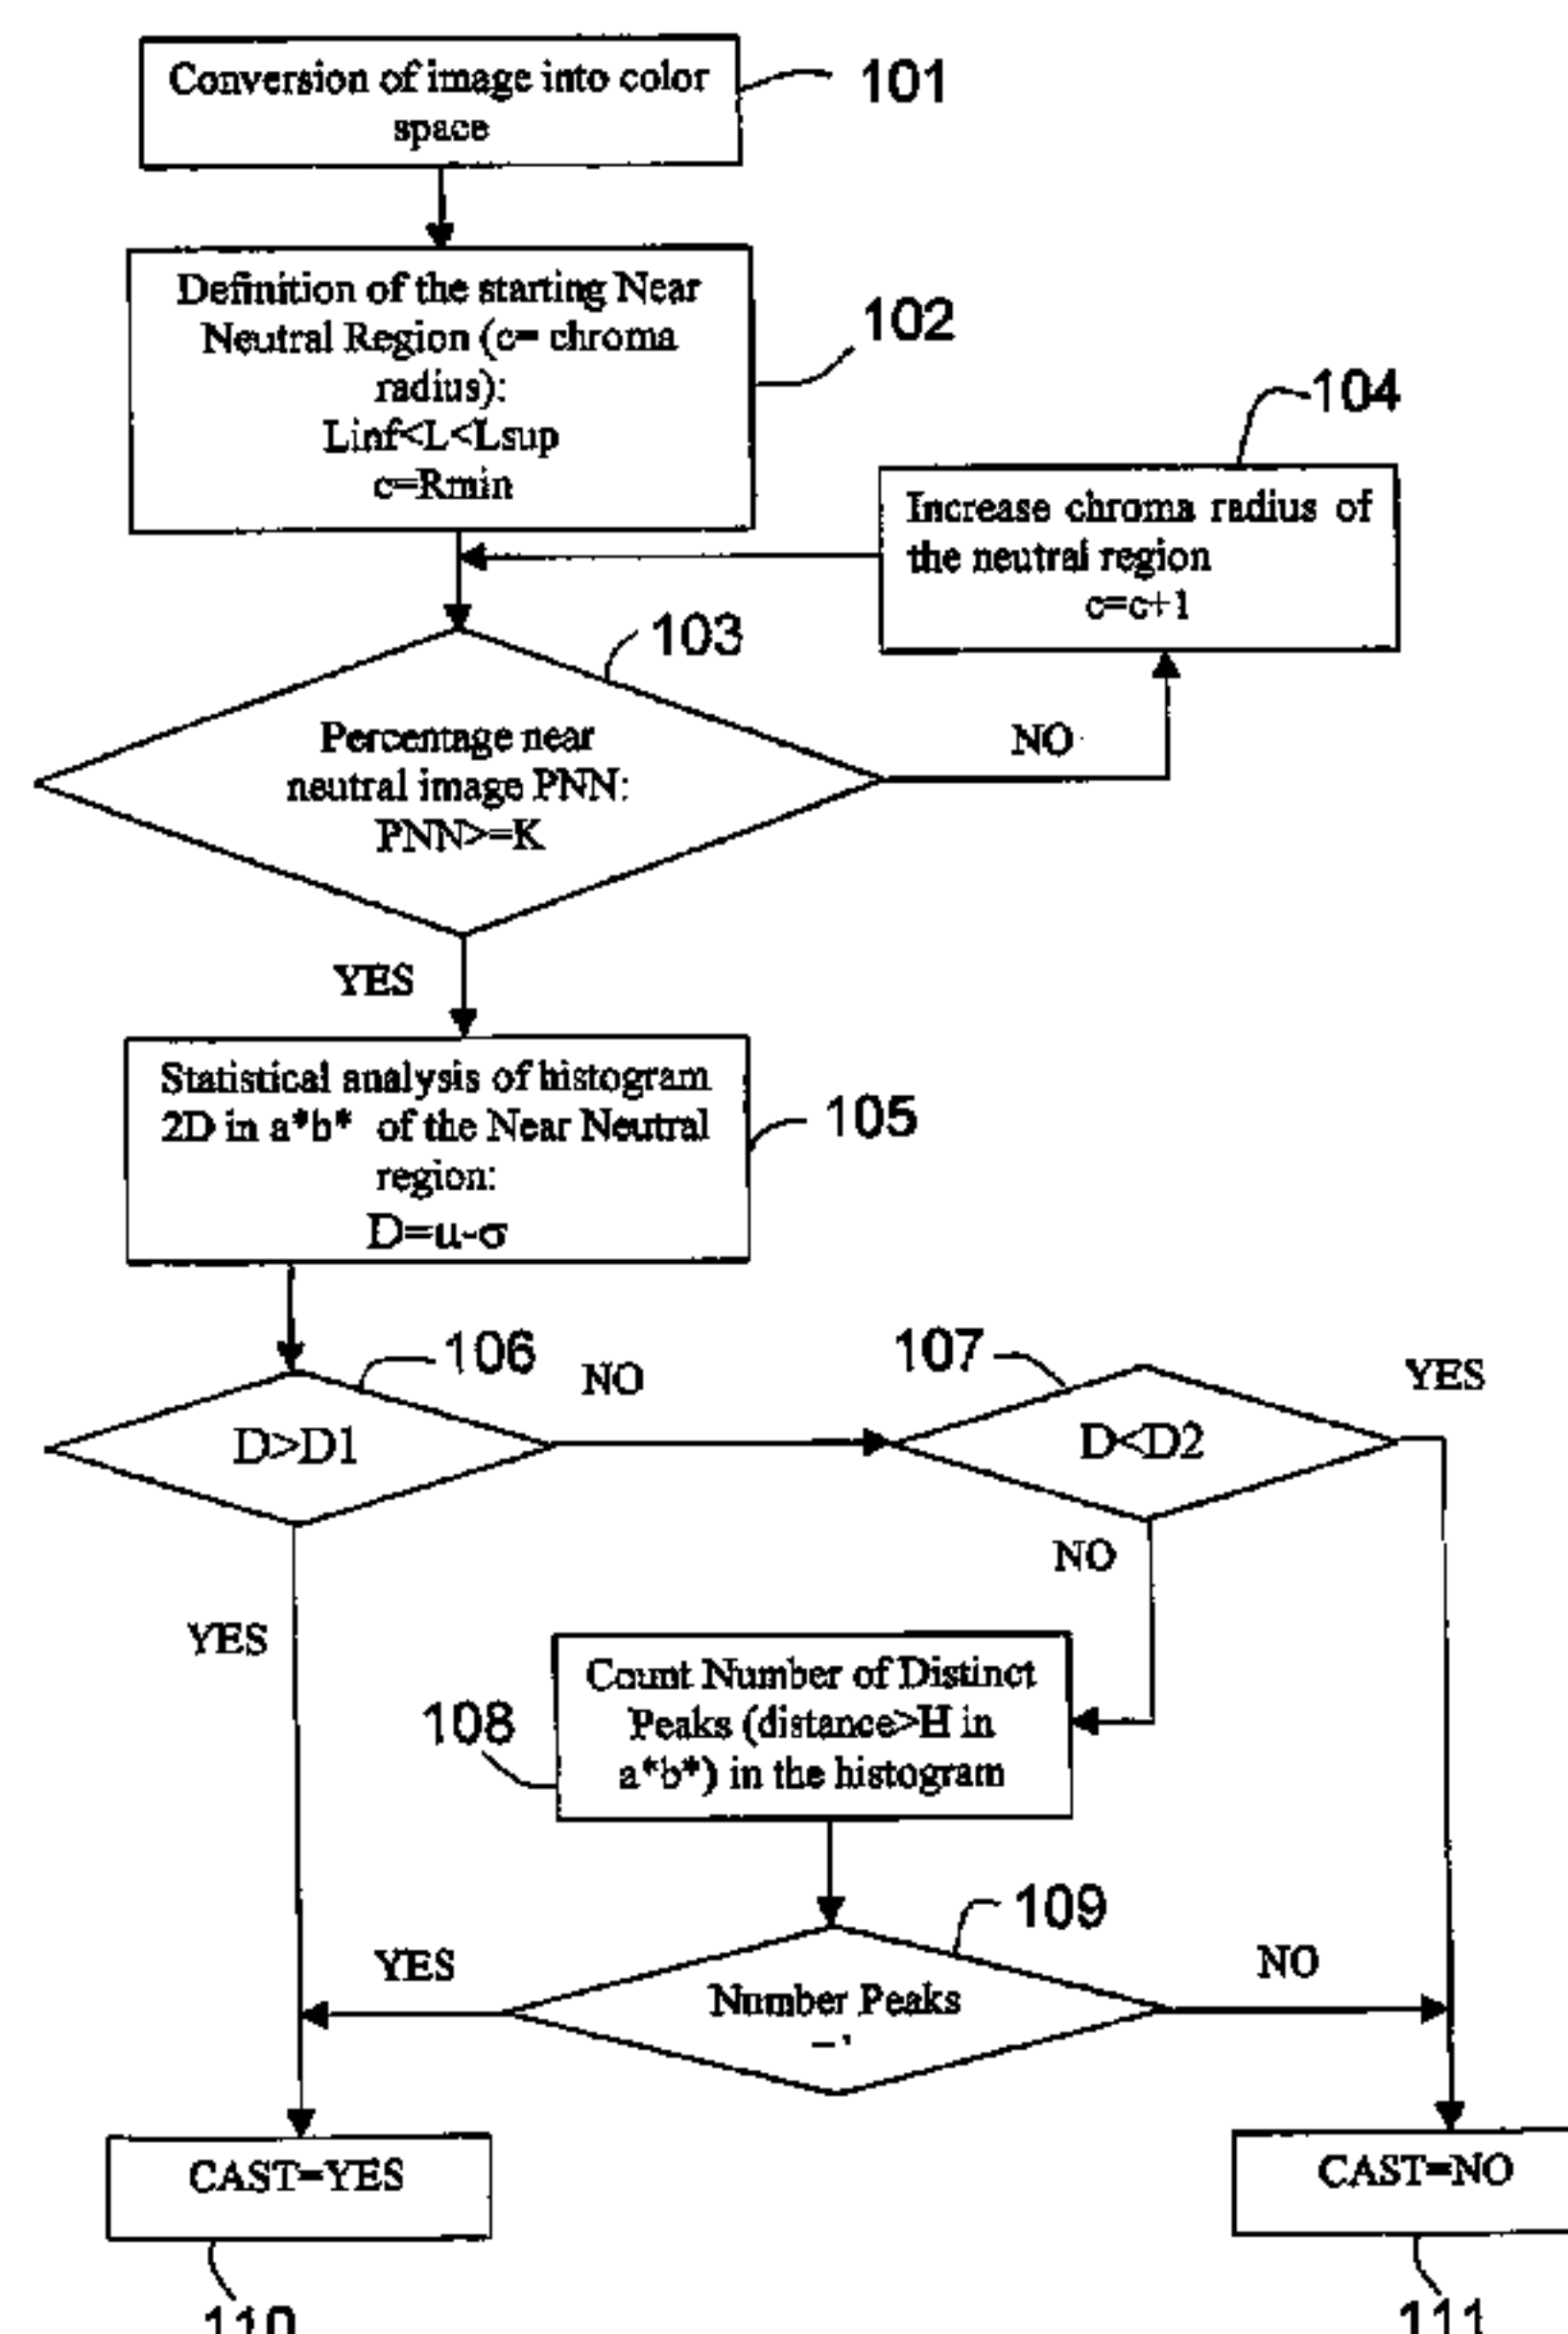 Conversion of image into color
space
101
Definition of the starting Near
Neutral Region (c= chroma
radius):
Linf<L<Lsup
c=Rmin
102
104
Increase chroma radius of
the neutral region
c=c+1
103
Percentage near
neutral image PNN:
PNN>=K
NO
YES
Statistical analysis of histogram
2D in a*b* of the Near Neutral
region:
D=u-σ
105
106
NO
107
YES
D>D1
D<D2
NO
YES
Count Number of Distinct
Peaks (distance>H in
a*b*) in the histogram
108
109
YES
NO
Number Peaks
CAST=YES
CAST=NO
110
111